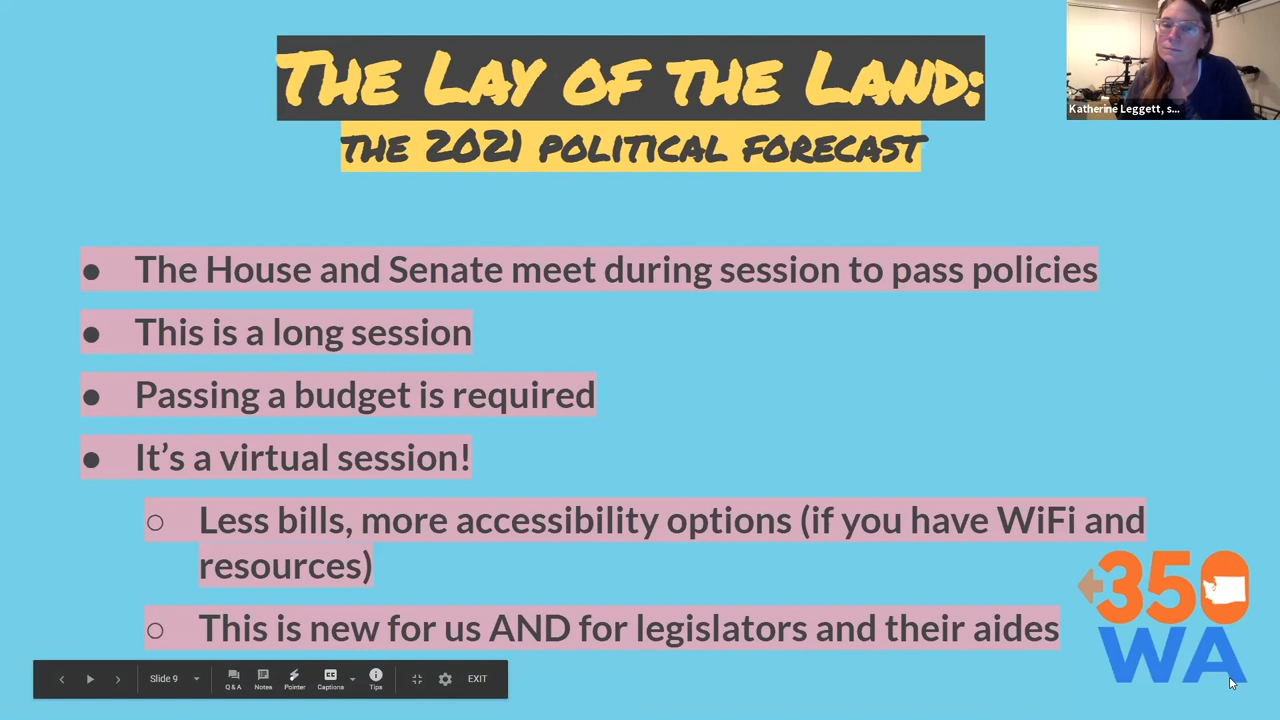 The Lay of the Land:
the 2021 political forecast
Katherine Leggett, s...
● The House and Senate meet during session to pass policies
● This is a long session
● Passing a budget is required
● It's a virtual session!
○ Less bills, more accessibility options (if you have WiFi and
resources)
○ This is new for us AND for legislators and their aides
350
WA
Slide 9
Q & A
Notes
Pointer
Captions
Tips
EXIT